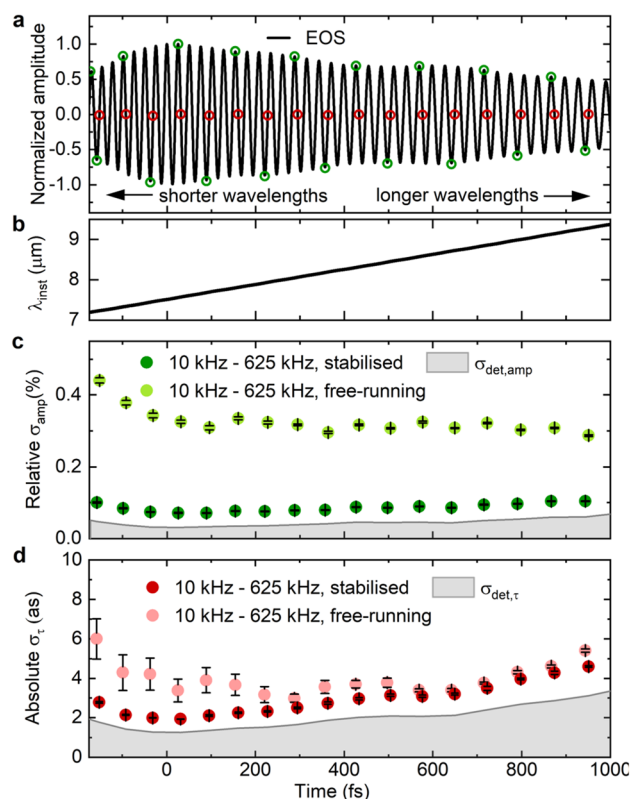 a
Normalized amplitude
1.0
0.5
0.0
-0.5
-1.0
EOS
shorter wavelengths
longer wavelengths
b
λinst (μm)
9
8
7
c
Relative σamp(%)
0.4
0.2
0.0
10 kHz - 625 kHz, stabilised
σdet,amp
10 kHz - 625 kHz, free-running
d
Absolute στ (as)
10
8
6
4
2
0
10 kHz - 625 kHz, stabilised
σdet,τ
10 kHz - 625 kHz, free-running
0 200 400 600 800 1000
Time (fs)